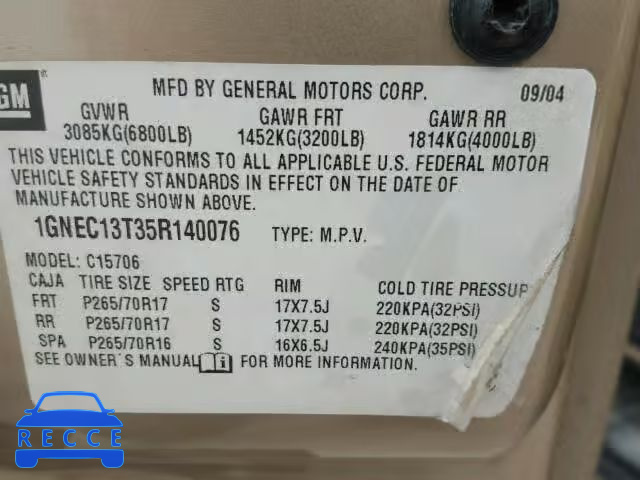 GM
MFD BY GENERAL MOTORS CORP. 09/04
GVWR GAWR FRT GAWR RR
3085KG(6800LB) 1452KG(3200LB) 1814KG(4000LB)
THIS VEHICLE CONFORMS TO ALL APPLICABLE U.S. FEDERAL MOTOR
VEHICLE SAFETY STANDARDS IN EFFECT ON THE DATE OF
MANUFACTURE SHOWN ABOVE.
1GNEC13T35R140076 TYPE: M.P.V.
MODEL: C15706
CAJA TIRE SIZE SPEED RTG RIM COLD TIRE PRESSUR
FRT P265/70R17 S 17X7.5J 220KPA(32PSI)
RR P265/70R17 S 17X7.5J 220KPA(32PSI)
SPA P265/70R16 S 16X6.5J 240KPA(35PSI)
SEE OWNER'S MANUAL FOR MORE INFORMATION.